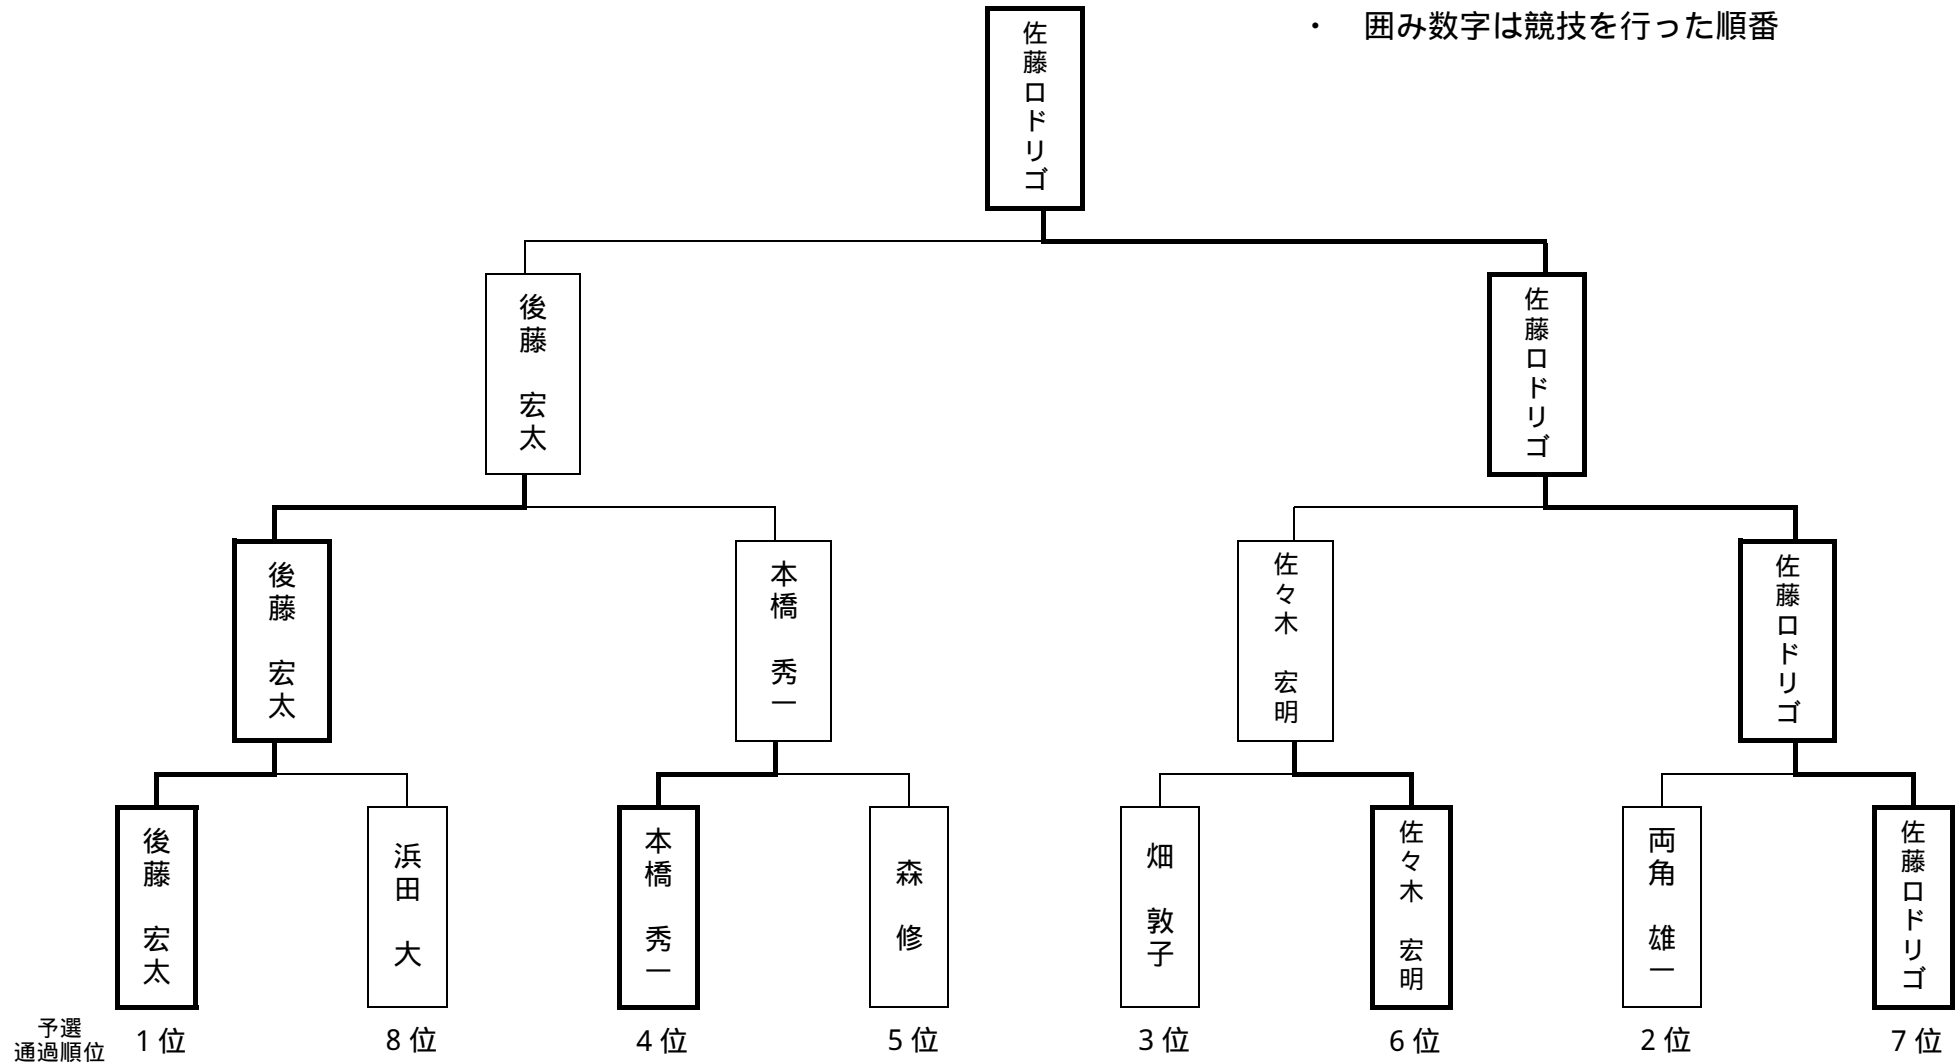 ・ 囲み数字は競技を行った順番
佐藤ロドリゴ
後藤 宏太
佐藤ロドリゴ
後藤 宏太
本橋 秀一
佐々木 宏明
佐藤ロドリゴ
後藤 宏太
浜田 大
本橋 秀一
森 修
畑 敦子
佐々木 宏明
両角 雄一
佐藤ロドリゴ
予選
通過順位
1位
8位
4位
5位
3位
6位
2位
7位